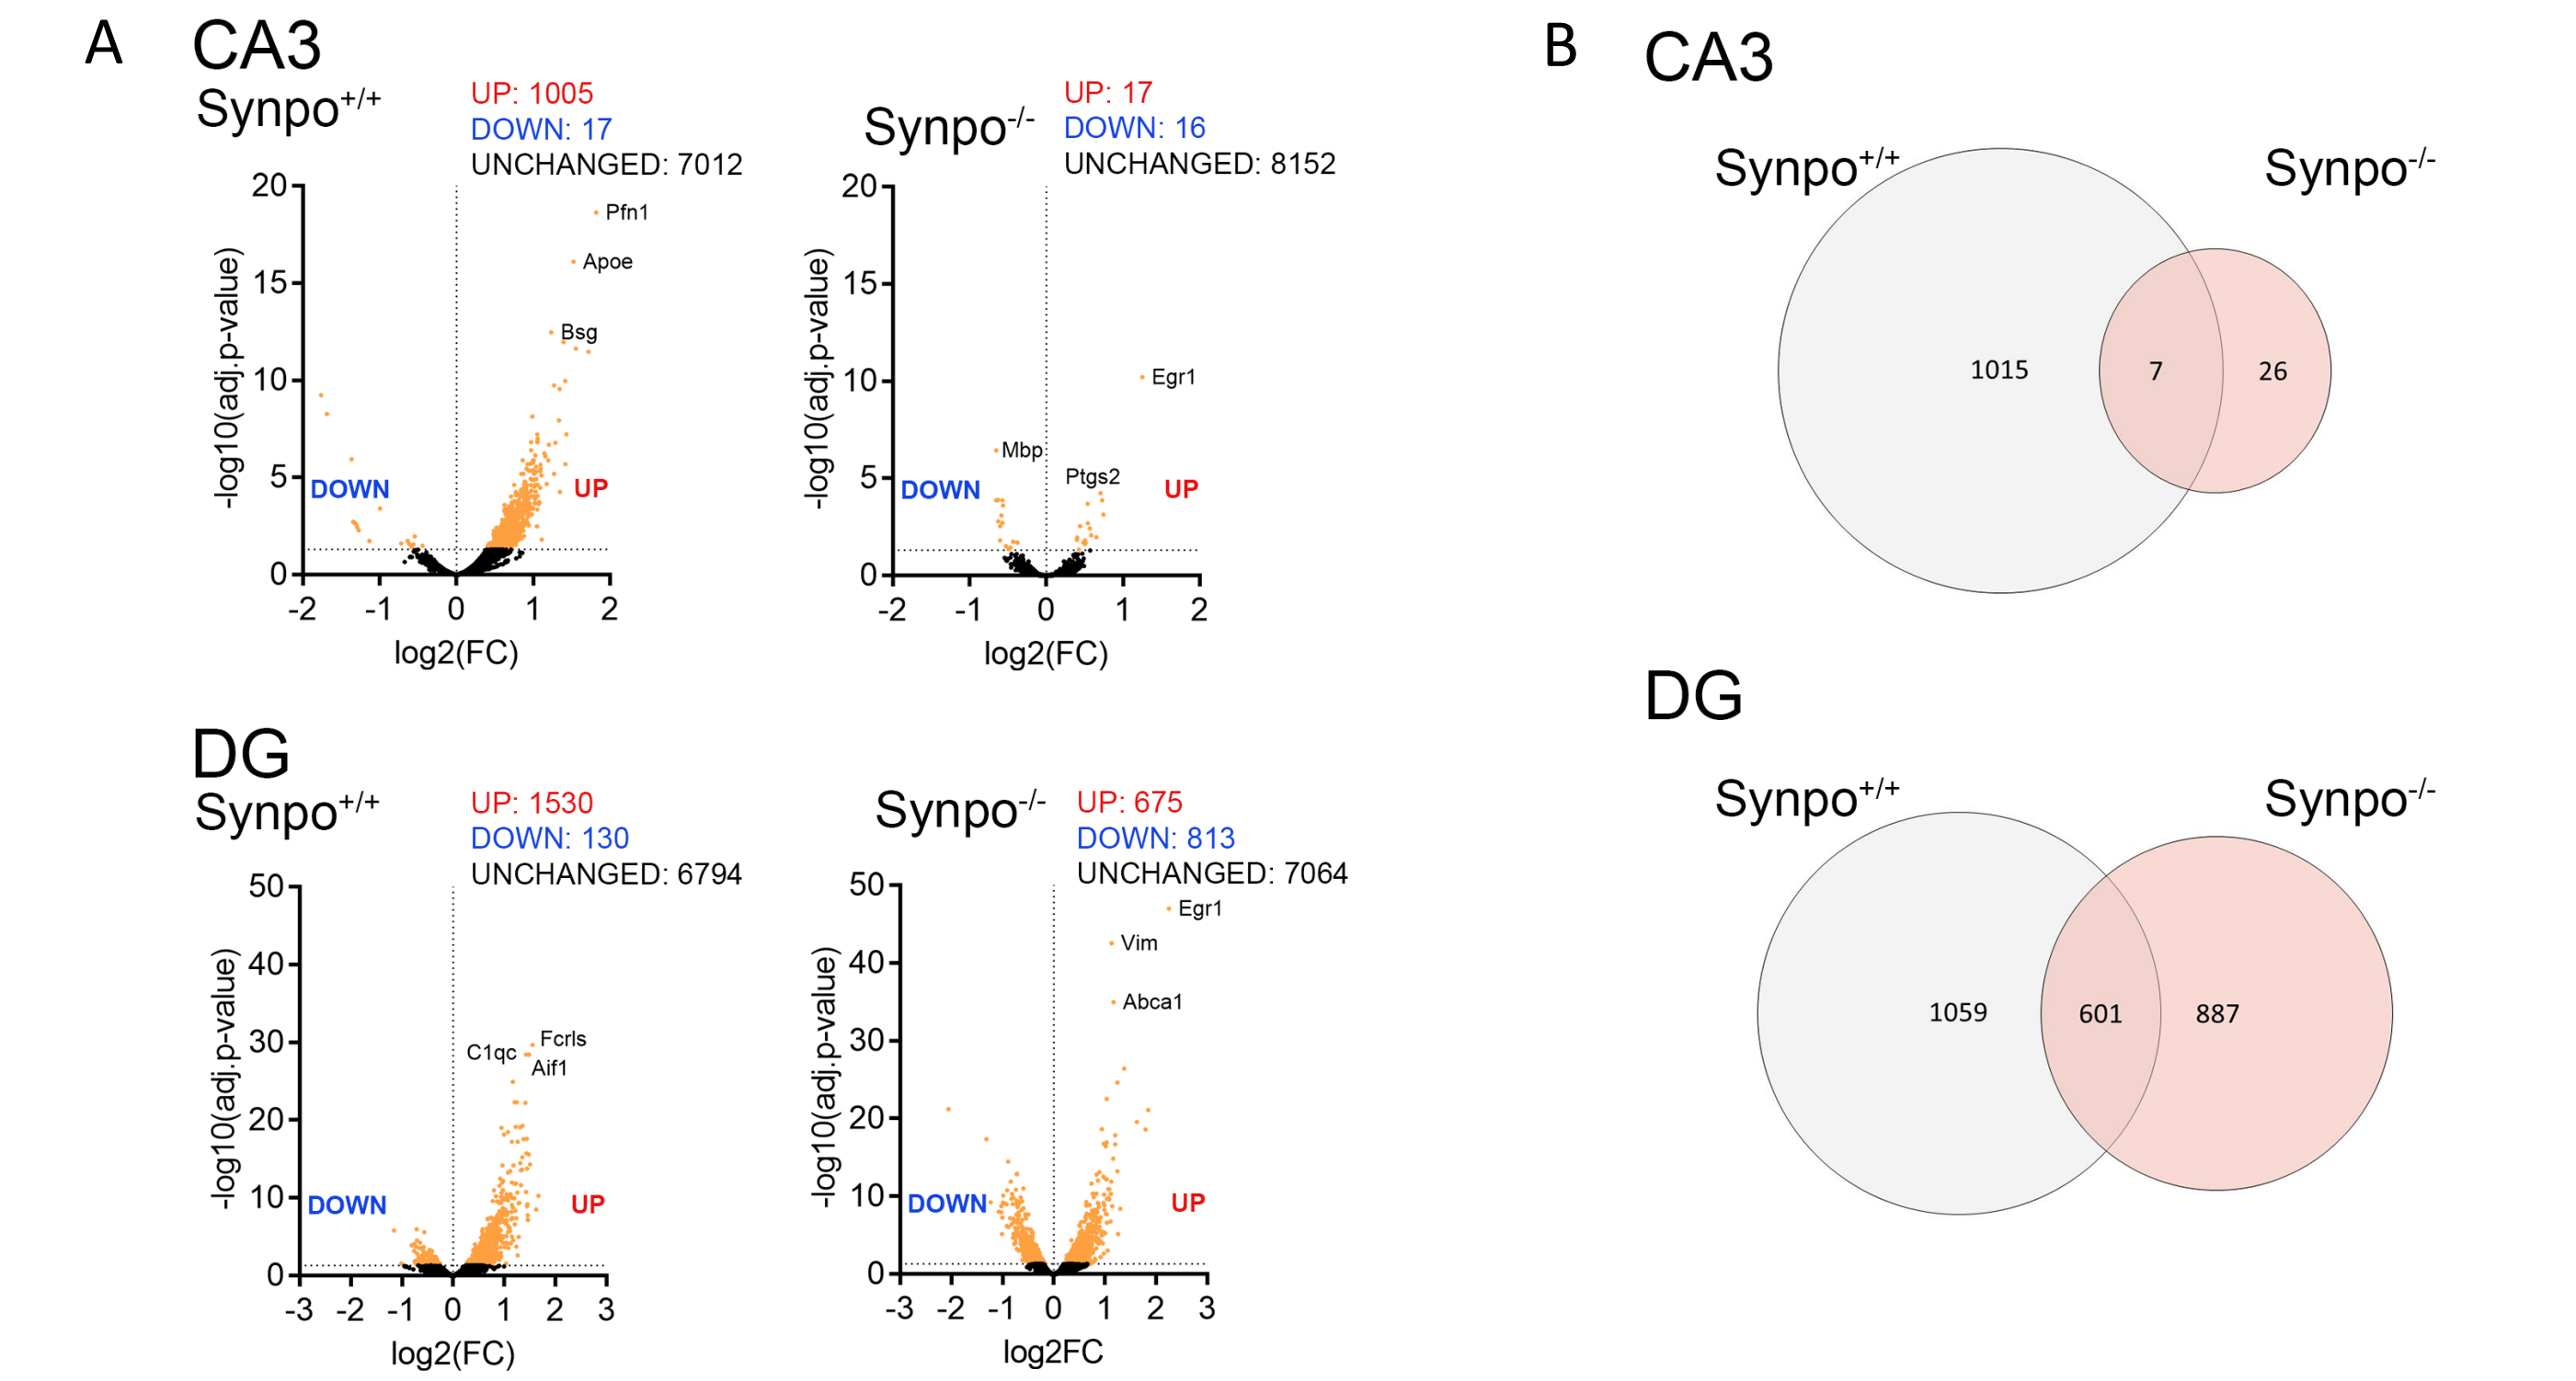 A
CA3
Synpo+/+
UP: 1005
DOWN: 17
UNCHANGED: 7012
20
15
10
5
0
-log10(adj.p-value)
Pfn1
Apoe
Bsg
DOWN
UP
-2
-1
0
1
2
log2(FC)
Synpo-/-
UP: 17
DOWN: 16
UNCHANGED: 8152
20
15
10
5
0
-log10(adj.p-value)
Egr1
Mbp
Ptgs2
DOWN
UP
-2
-1
0
1
2
log2(FC)
DG
Synpo+/+
UP: 1530
DOWN: 130
UNCHANGED: 6794
50
40
30
20
10
0
-log10(adj.p-value)
Fcrls
C1qc
Aif1
DOWN
UP
-3
-2
-1
0
1
2
3
log2(FC)
Synpo-/-
UP: 675
DOWN: 813
UNCHANGED: 7064
50
40
30
20
10
0
-log10(adj.p-value)
Egr1
Vim
Abca1
DOWN
UP
-3
-2
-1
0
1
2
3
log2FC
B
CA3
Synpo+/+
Synpo-/-
1015
7
26
DG
Synpo+/+
Synpo-/-
1059
601
887